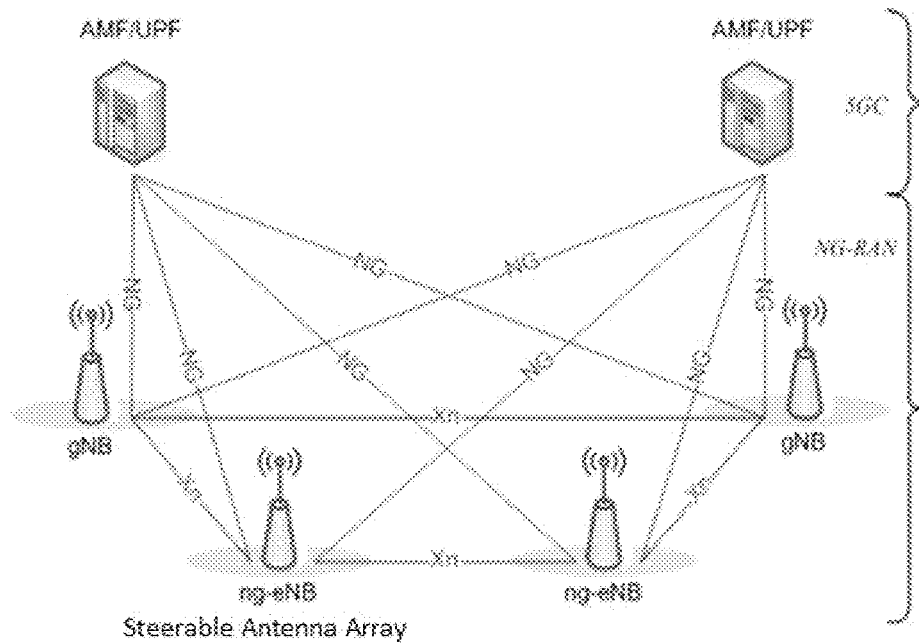 AMF/UPF
AMF/UPF
5GC
NG-RAN
NG
NG
NG
NG
NG
NG
NG
NG
Xn
gNB
gNB
Xn
Xn
Xn
ng-eNB
ng-eNB
Steerable Antenna Array